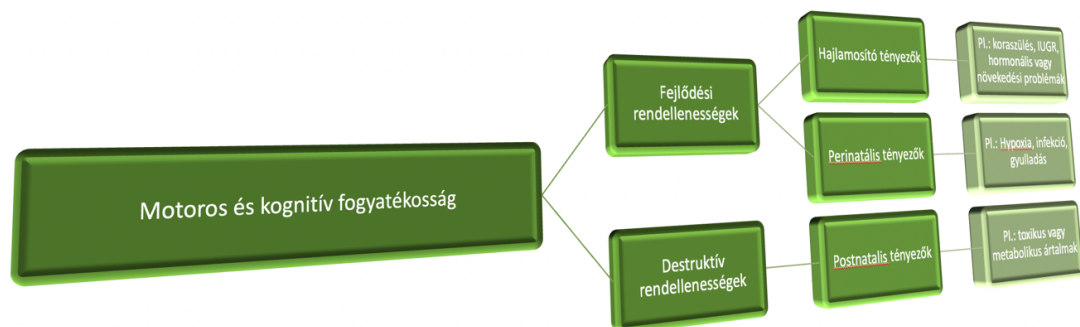 Motoros és kognitív fogyatékosság
Fejlődési
rendellenességek
Hajlamosító tényezők
Pl.: koraszülés, IUGR,
hormonális vagy
növekedési problémák
Perinatális tényezők
Pl.: Hypoxia, infekció,
gyulladás
Destruktív
rendellenességek
Postnatalis tényezők
Pl.: toxikus vagy
metabolikus ártalmak